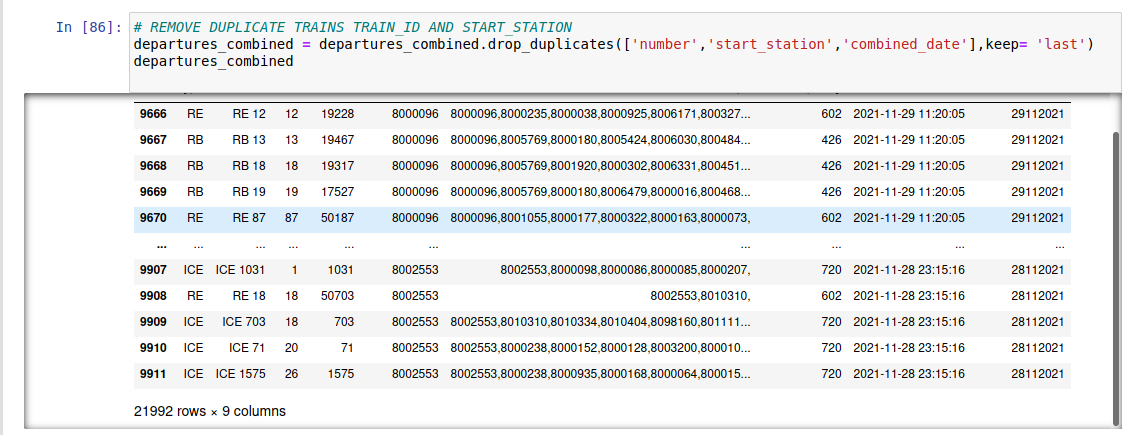 In [86]: # REMOVE DUPLICATE TRAINS TRAIN_ID AND START_STATION
departures_combined = departures_combined.drop_duplicates(['number','start_station','combined_date'],keep= 'last')
departures_combined
9666 RE RE 12 12 19228 8000096 8000096,8000235,8000038,8000925,8006171,800327... 602 2021-11-29 11:20:05 29112021
9667 RB RB 13 13 19467 8000096 8000096,8005769,8000180,8005424,8006030,800484... 426 2021-11-29 11:20:05 29112021
9668 RB RB 18 18 19317 8000096 8000096,8005769,8001920,8000302,8006331,800451... 426 2021-11-29 11:20:05 29112021
9669 RB RB 19 19 17527 8000096 8000096,8005769,8000180,8006479,8000016,800468... 426 2021-11-29 11:20:05 29112021
9670 RE RE 87 87 50187 8000096 8000096,8001055,8000177,8000322,8000163,8000073, 602 2021-11-29 11:20:05 29112021
... ... ... ... ... ... ... ... ... ...
9907 ICE ICE 1031 1 1031 8002553 8002553,8000098,8000086,8000085,8000207, 720 2021-11-28 23:15:16 28112021
9908 RE RE 18 18 50703 8002553 8002553,8010310, 602 2021-11-28 23:15:16 28112021
9909 ICE ICE 703 18 703 8002553 8002553,8010310,8010334,8010404,8098160,801111... 720 2021-11-28 23:15:16 28112021
9910 ICE ICE 71 20 71 8002553 8002553,8000238,8000152,8000128,8003200,800010... 720 2021-11-28 23:15:16 28112021
9911 ICE ICE 1575 26 1575 8002553 8002553,8000238,8000935,8000168,8000064,800015... 720 2021-11-28 23:15:16 28112021
21992 rows × 9 columns